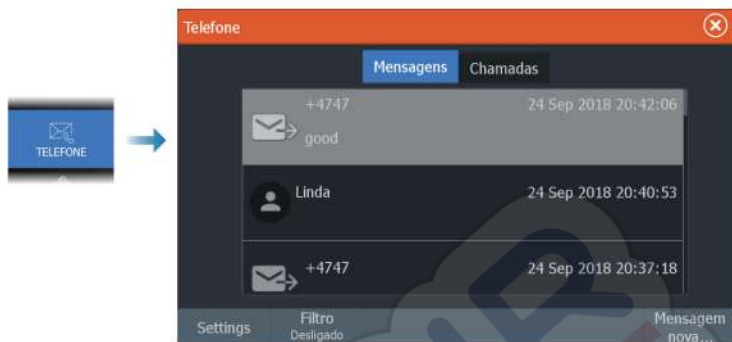 TELEFONE
Telefone
Mensagens Chamadas
+4747 24 Sep 2018 20:42:06
good
Linda 24 Sep 2018 20:40:53
+4747 24 Sep 2018 20:37:18
Settings
Filtro
Desligado
Mensagem
nova...